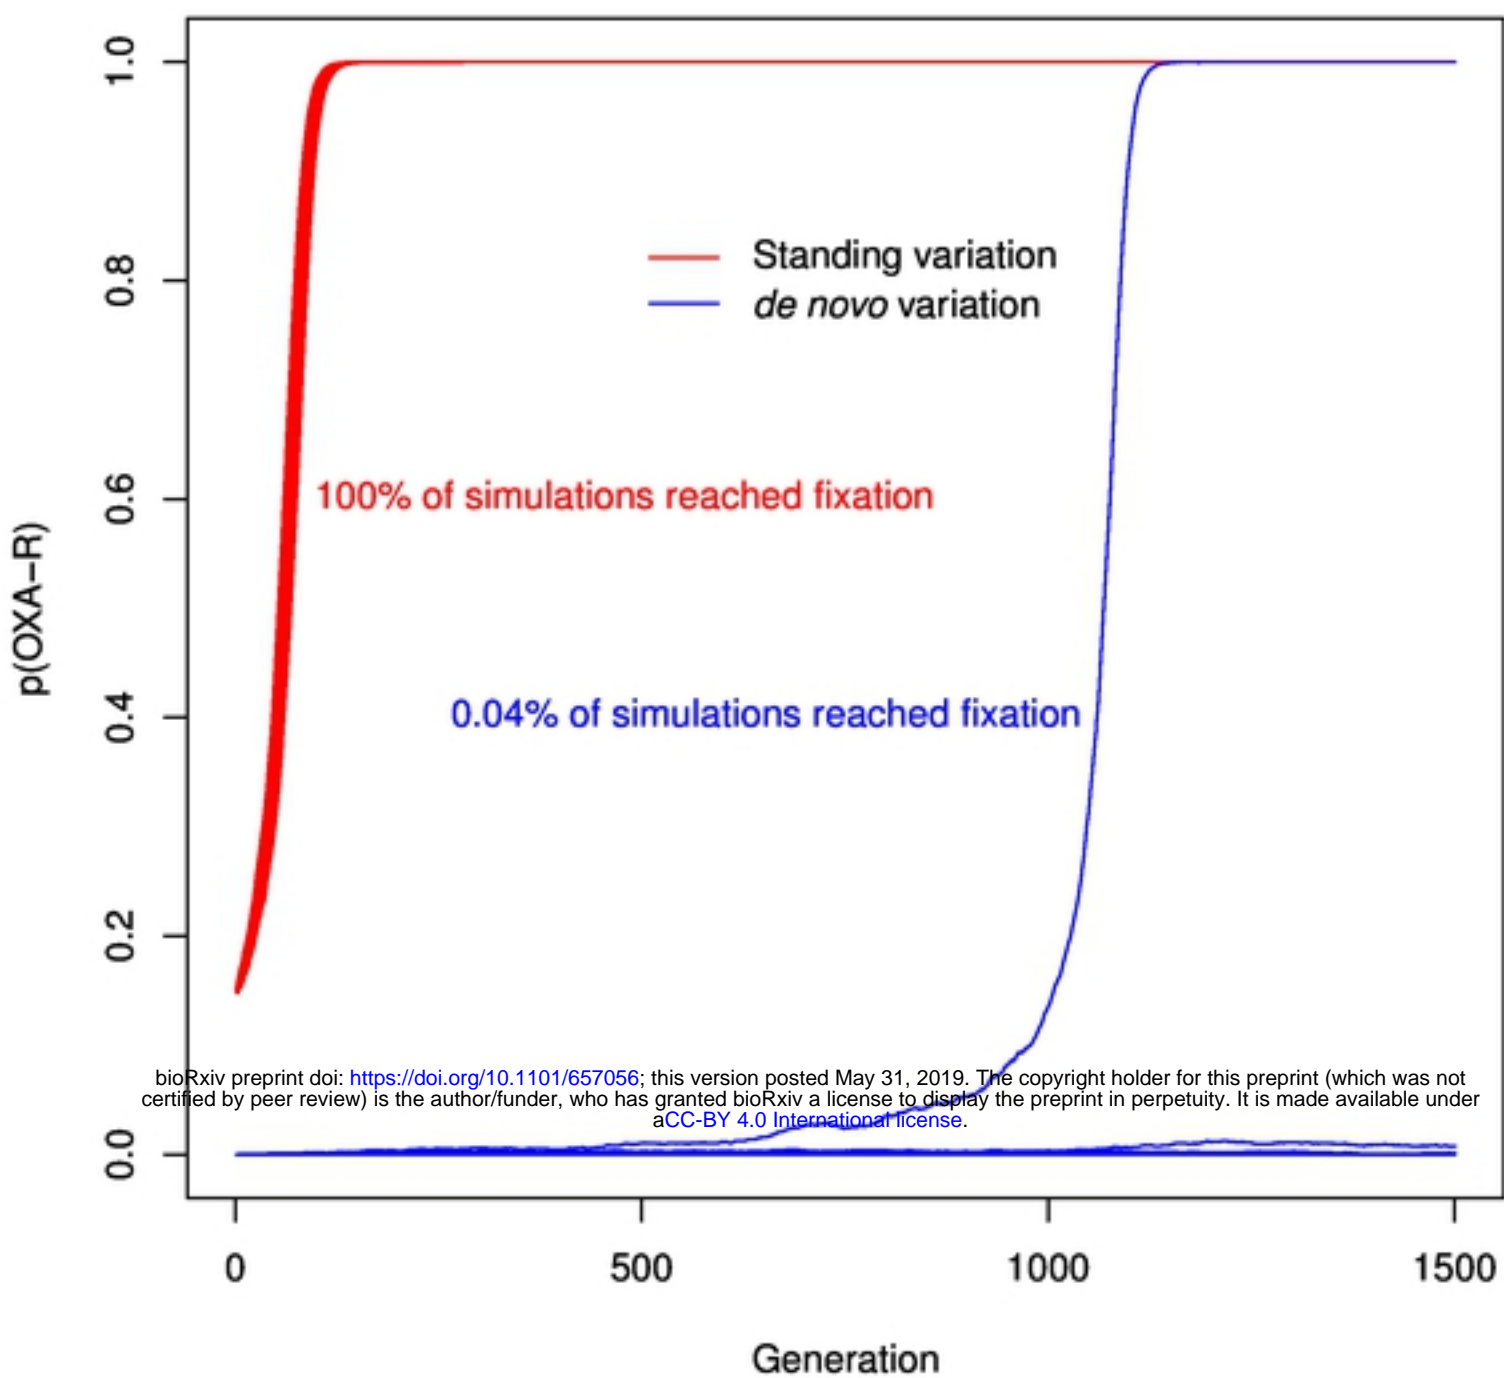 1.0
0.8
0.6
0.4
0.2
0.0
p(OXA−R)
Standing variation
de novo variation
100% of simulations reached fixation
0.04% of simulations reached fixation
bioRxiv preprint doi: https://doi.org/10.1101/657056; this version posted May 31, 2019. The copyright holder for this preprint (which was not
certified by peer review) is the author/funder, who has granted bioRxiv a license to display the preprint in perpetuity. It is made available under
aCC-BY 4.0 International license.
0 500 1000 1500
Generation